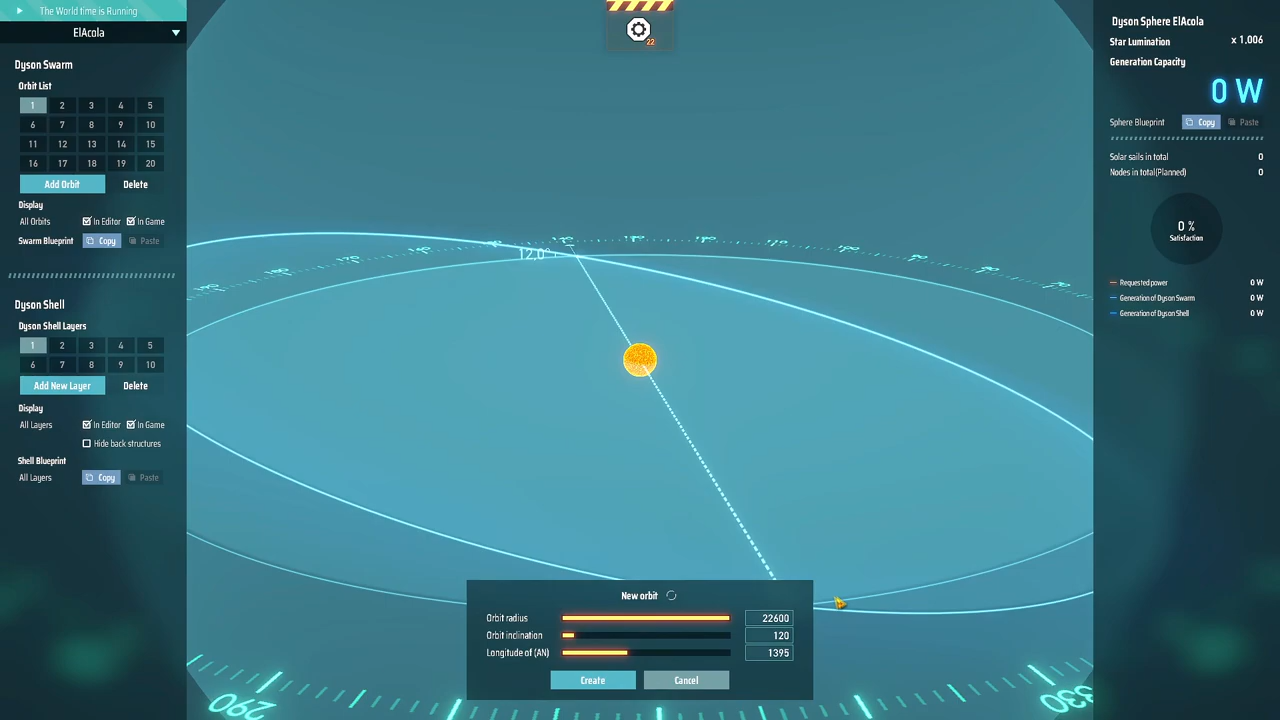 The World time is Running
ElAcola
Dyson Swarm
Orbit List
1 2 3 4 5
6 7 8 9 10
11 12 13 14 15
16 17 18 19 20
Add Orbit Delete
Display
All Orbits In Editor In Game
Swarm Blueprint Copy Paste
Dyson Shell
Dyson Shell Layers
1 2 3 4 5
6 7 8 9 10
Add New Layer Delete
Display
All Layers In Editor In Game
Hide back structures
Shell Blueprint
All Layers Copy Paste
22
12.0°
290
330
New orbit
Orbit radius 22600
Orbit inclination 120
Longitude of (AN) 1395
Create Cancel
Dyson Sphere ElAcola
Star Lumination x 1,006
Generation Capacity
0 W
Sphere Blueprint Copy Paste
Solar sails in total 0
Nodes in total(Planned) 0
0 %
Satisfaction
Requested power 0 W
Generation of Dyson Swarm 0 W
Generation of Dyson Shell 0 W